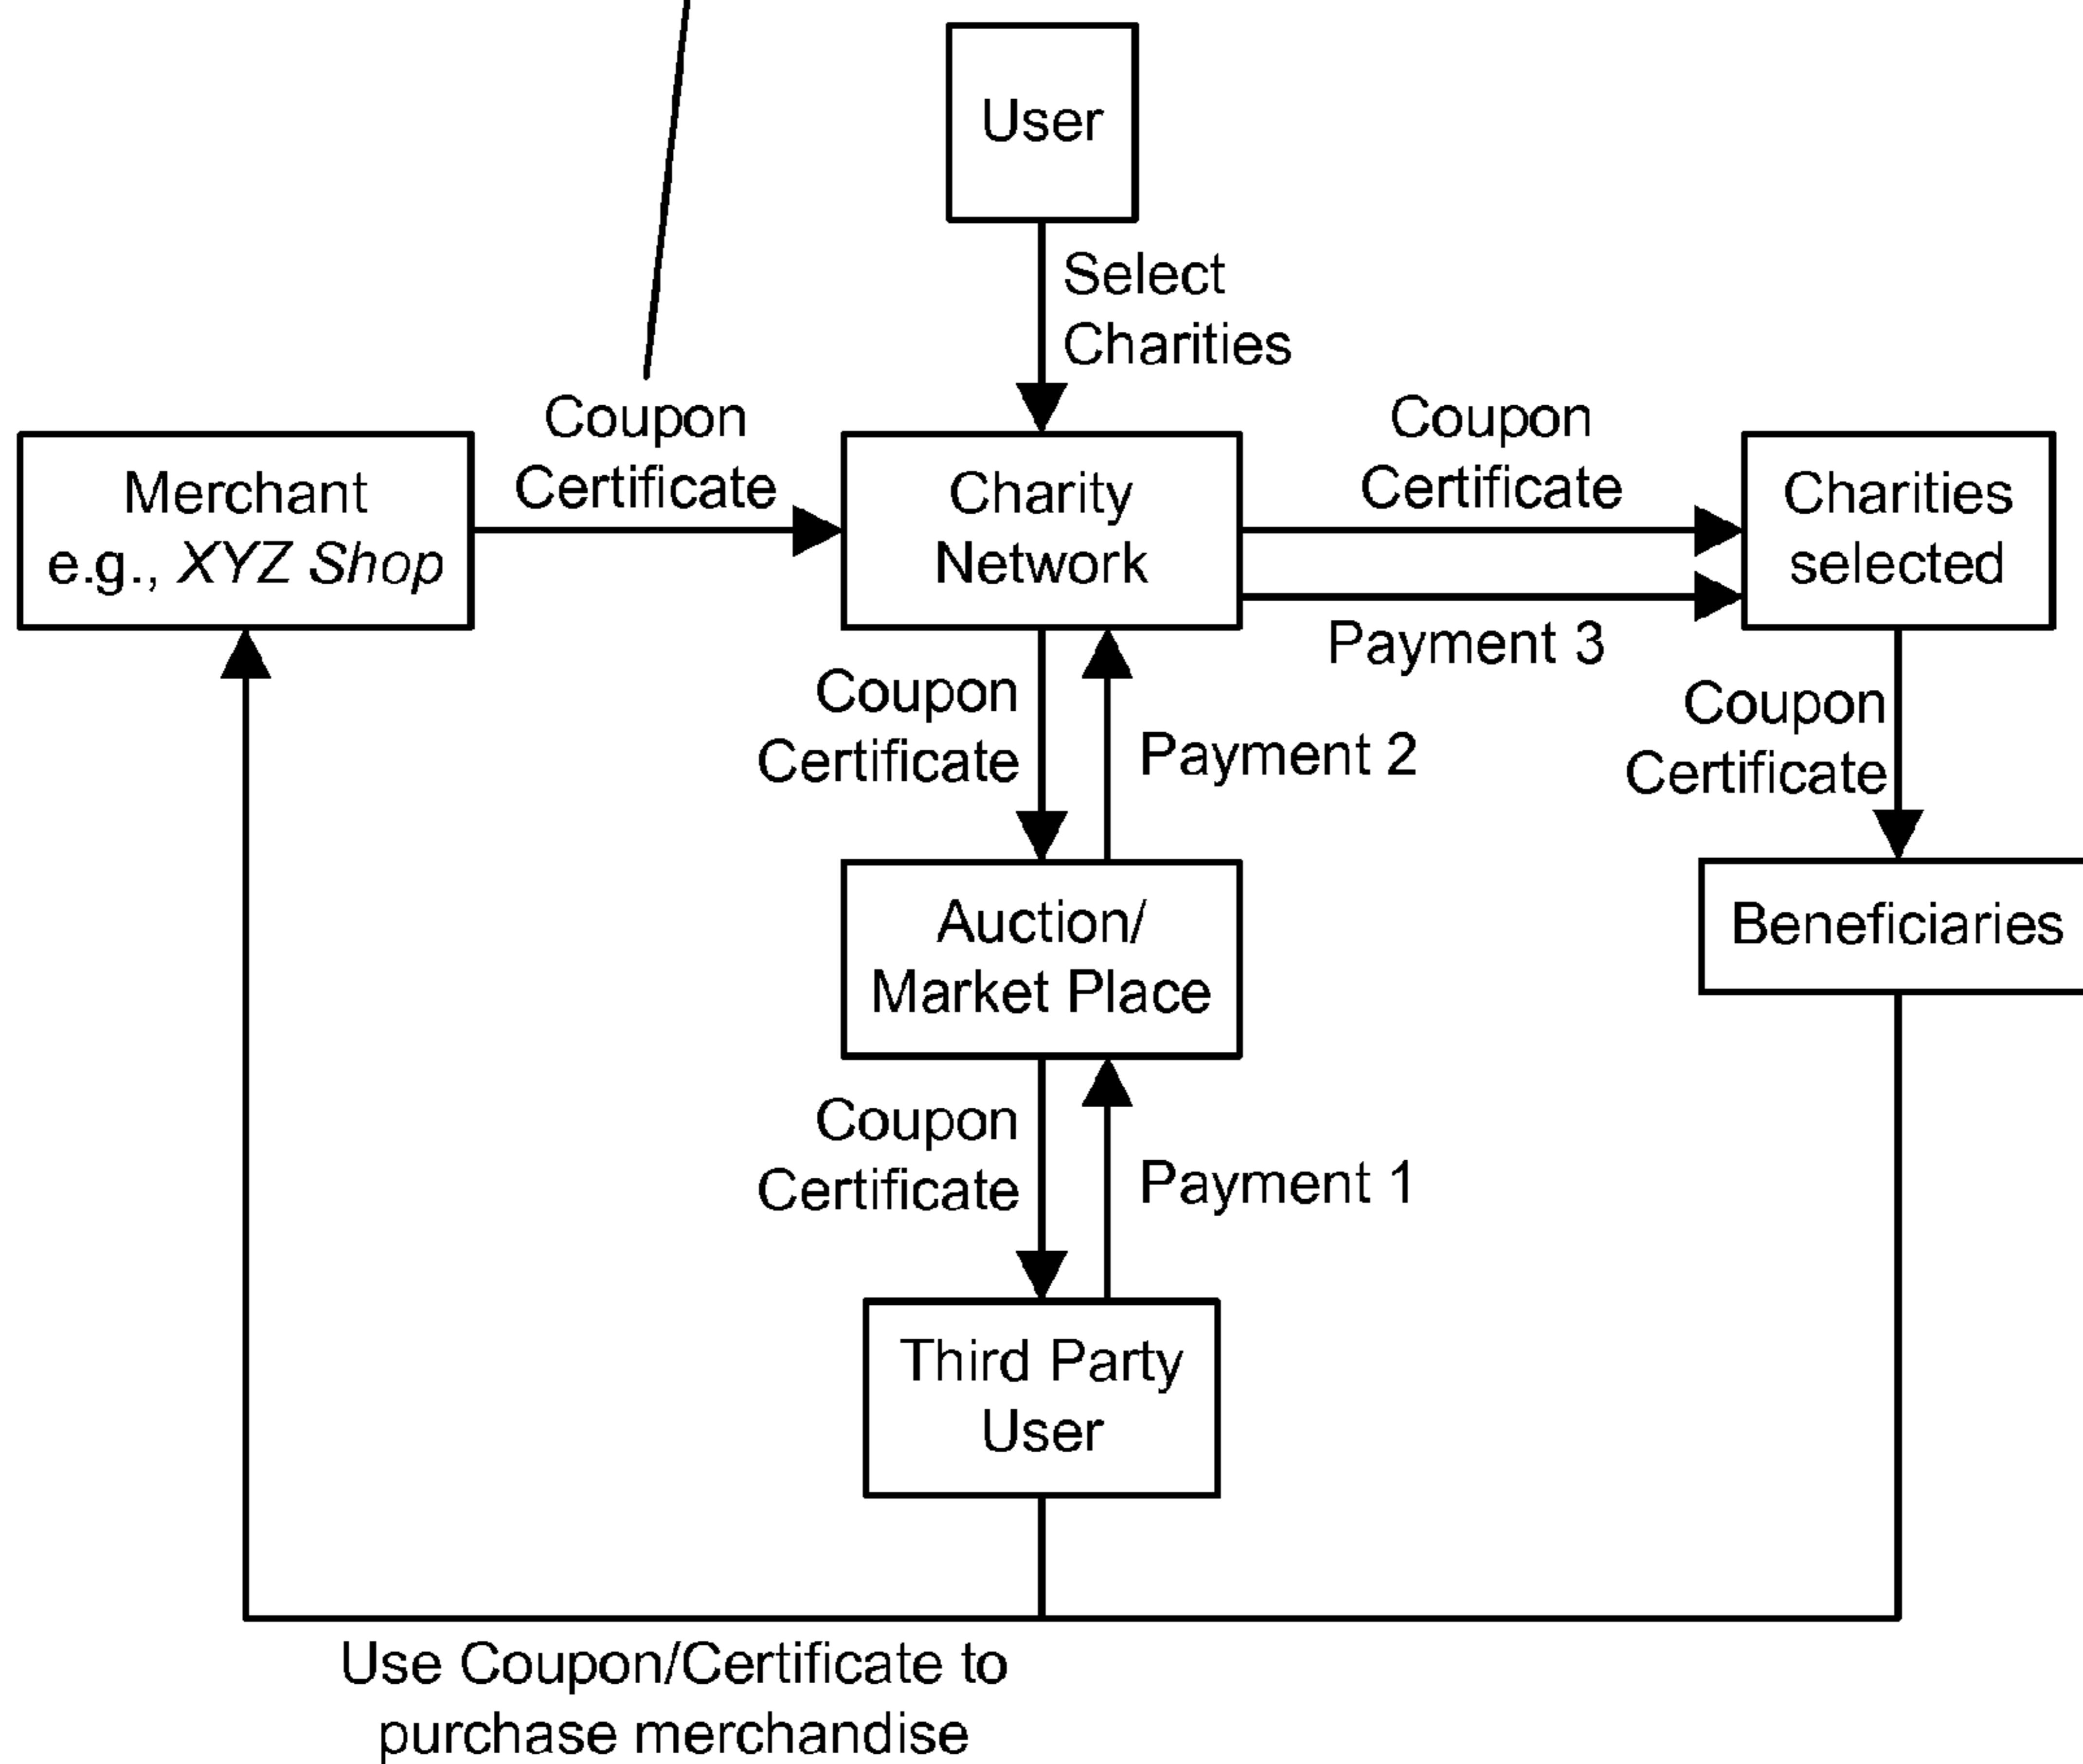 User
Select
Charities
Coupon
Certificate
Coupon
Certificate
Merchant
e.g., XYZ Shop
Charity
Network
Charities
selected
Payment 3
Coupon
Certificate
Payment 2
Coupon
Certificate
Auction/
Market Place
Beneficiaries
Coupon
Certificate
Payment 1
Third Party
User
Use Coupon/Certificate to
purchase merchandise